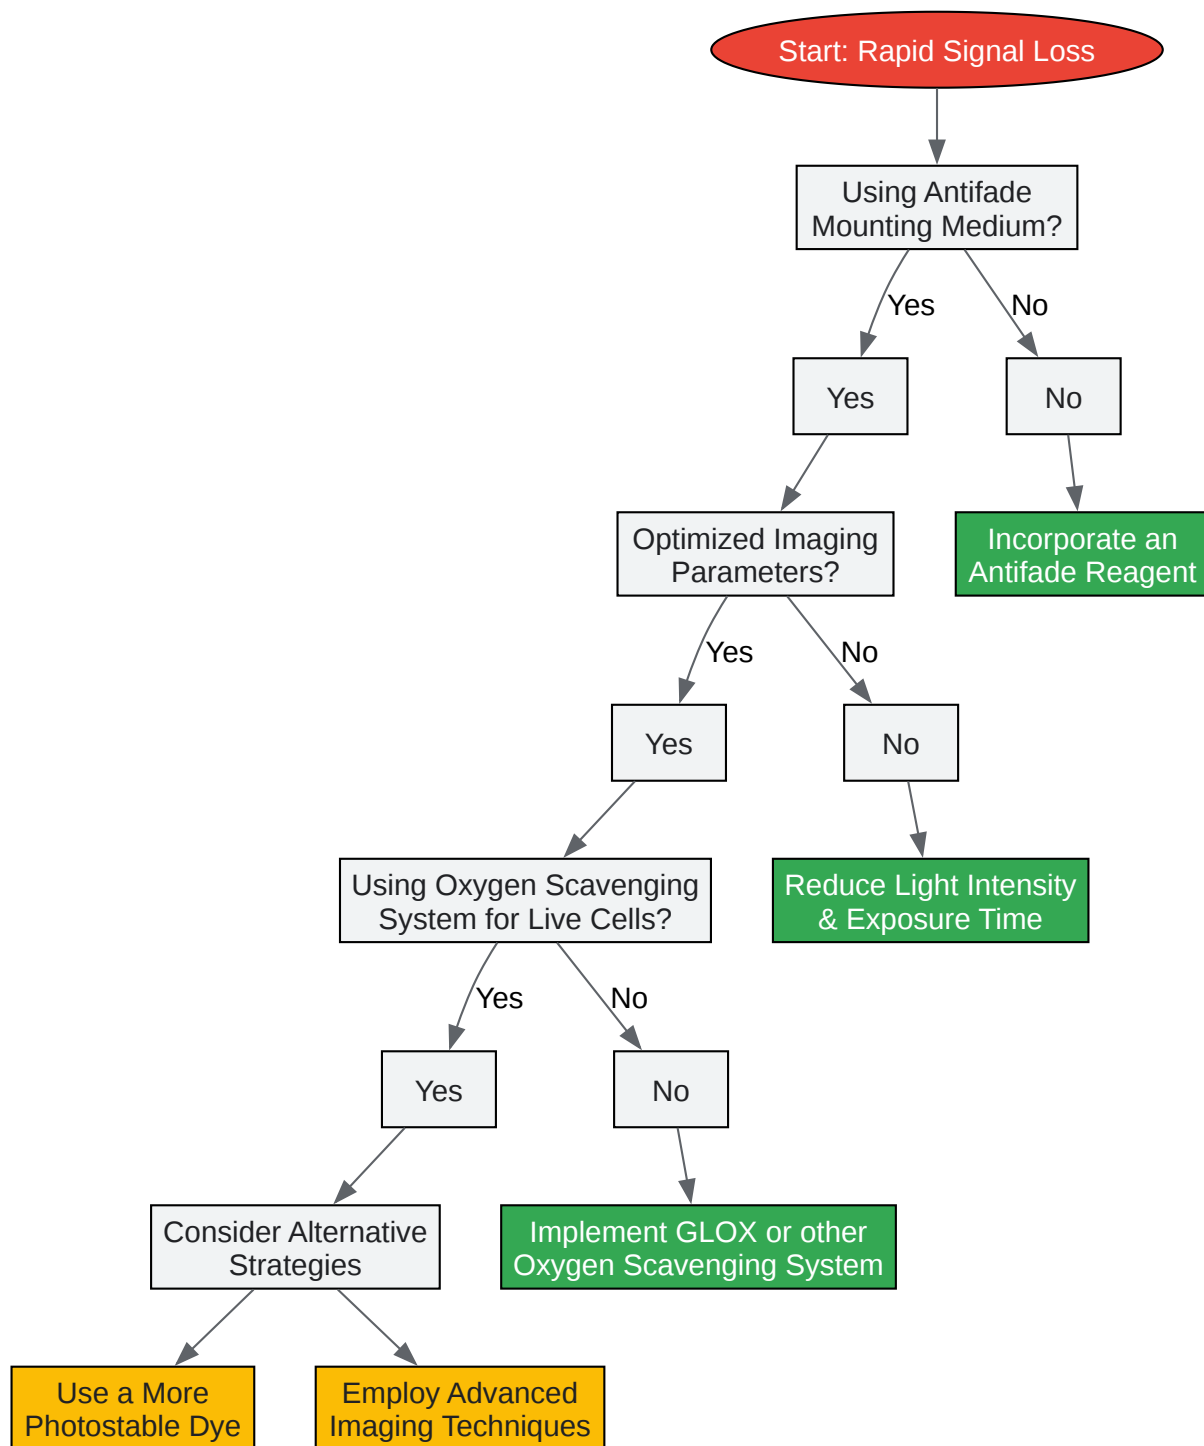 Start: Rapid Signal Loss
Using Antifade
Mounting Medium?
Yes
No
Yes
No
Optimized Imaging
Parameters?
Incorporate an
Antifade Reagent
Yes
No
Yes
No
Using Oxygen Scavenging
System for Live Cells?
Reduce Light Intensity
& Exposure Time
Yes
No
Yes
No
Consider Alternative
Strategies
Implement GLOX or other
Oxygen Scavenging System
Use a More
Photostable Dye
Employ Advanced
Imaging Techniques